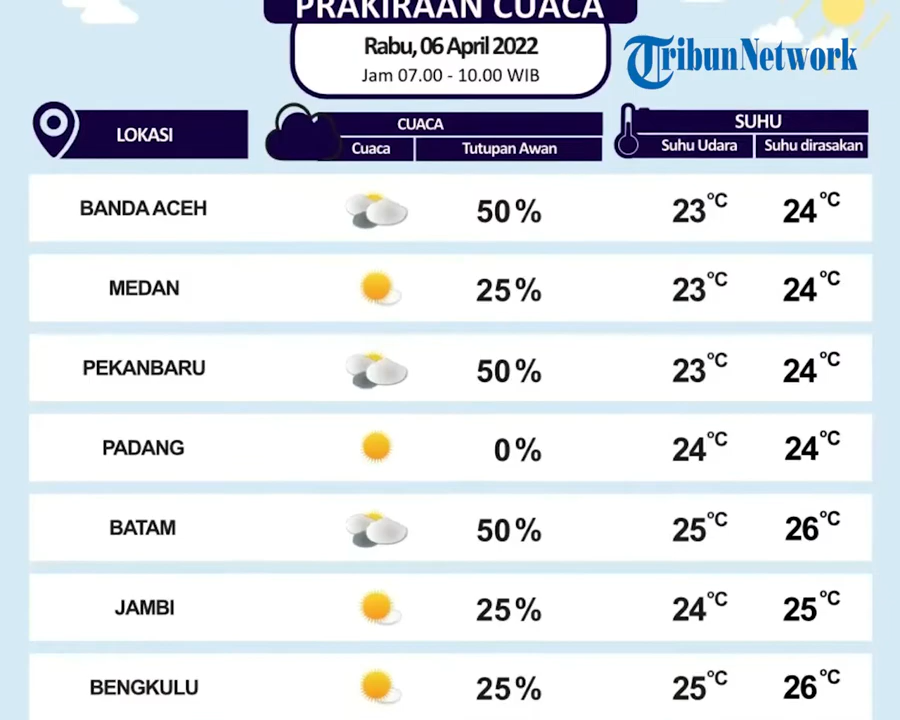 PRAKIRAAN CUACA
Rabu, 06 April 2022
Jam 07.00 - 10.00 WIB
TribunNetwork
LOKASI
CUACA
SUHU
Cuaca Tutupan Awan Suhu Udara Suhu dirasakan
BANDA ACEH 50% 23°C 24°C
MEDAN 25% 23°C 24°C
PEKANBARU 50% 23°C 24°C
PADANG 0% 24°C 24°C
BATAM 50% 25°C 26°C
JAMBI 25% 24°C 25°C
BENGKULU 25% 25°C 26°C